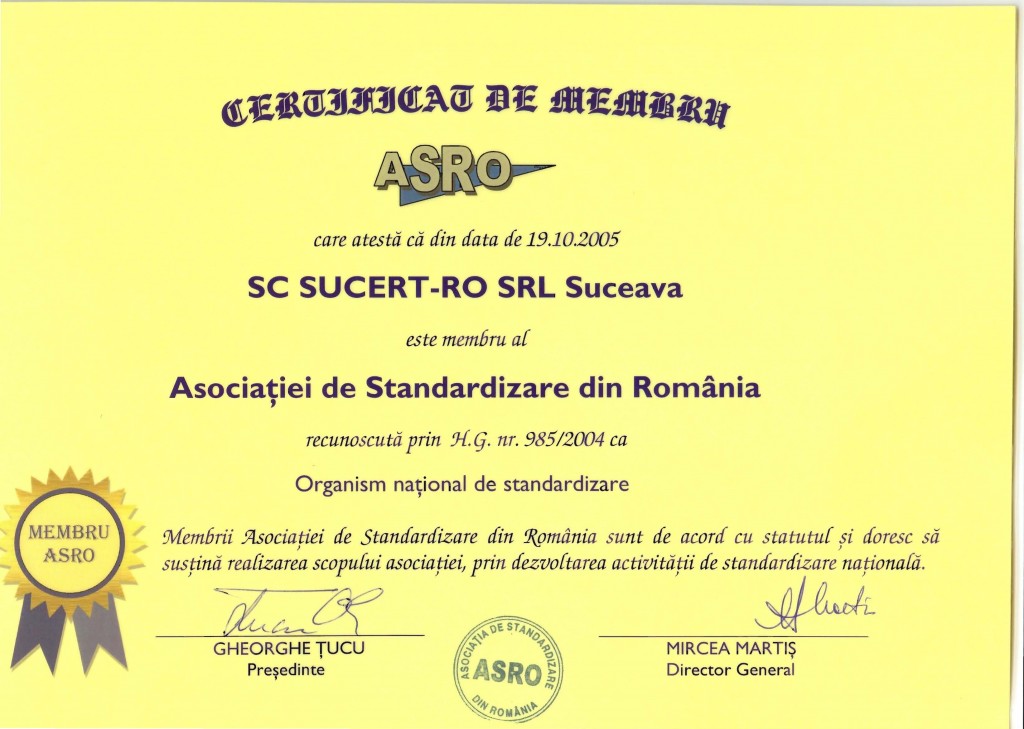 CERTIFICAT DE MEMBRU
ASRO
care atestă că din data de 19.10.2005
SC SUCERT-RO SRL Suceava
este membru al
Asociației de Standardizare din România
recunoscută prin H.G. nr. 985/2004 ca
Organism național de standardizare
MEMBRU
ASRO
Membrii Asociației de Standardizare din România sunt de acord cu statutul și doresc să
susțină realizarea scopului asociației, prin dezvoltarea activității de standardizare națională.
GHEORGHE ȚUCU
Președinte
ASOCIAȚIA DE STANDARDIZARE
ASRO
DIN ROMÂNIA
MIRCEA MARTIȘ
Director General